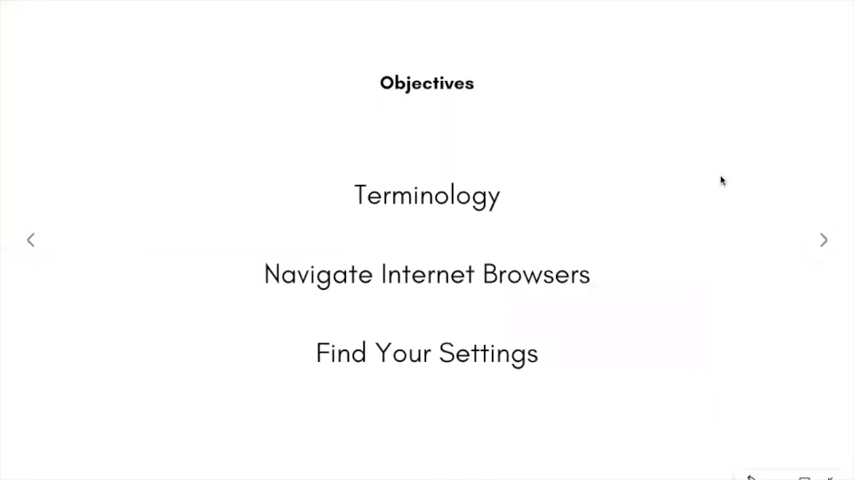 Objectives
Terminology
Navigate Internet Browsers
Find Your Settings